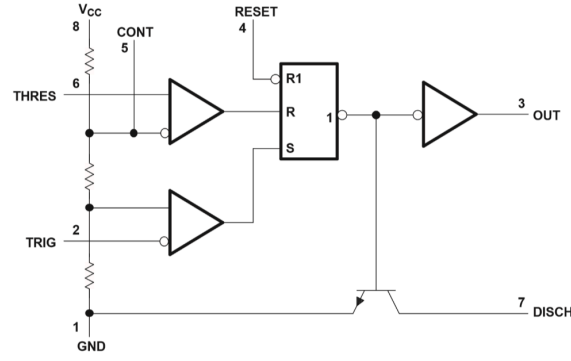 VCC
8
CONT
5
RESET
4
6
THRES
R1
R
1
S
3
OUT
2
TRIG
7
DISCH
1
GND